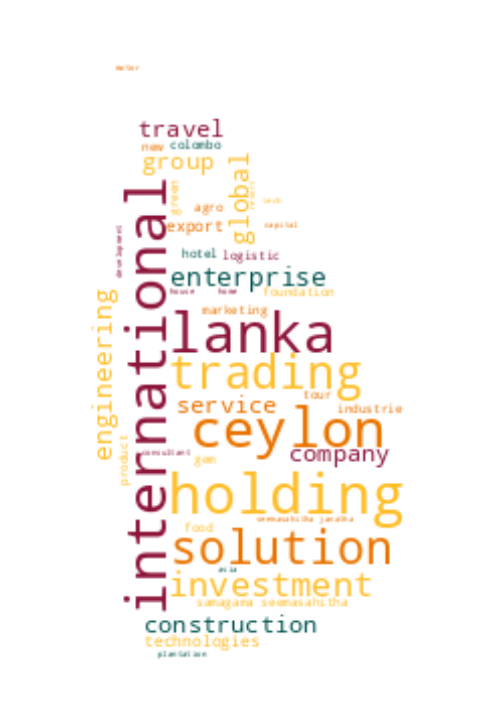 motor
travel
new colombo
group
global
green
agro
export
capital
tech
development
hotel logistic
enterprise
house home foundation
marketing
international
engineering
lanka
trading
tour
service industrie
ceylon
company
consultant
gem
product
holding
seemasahitha janatha
food
solution
asia
investment
samagama seemasahitha
construction
technologies
plantation